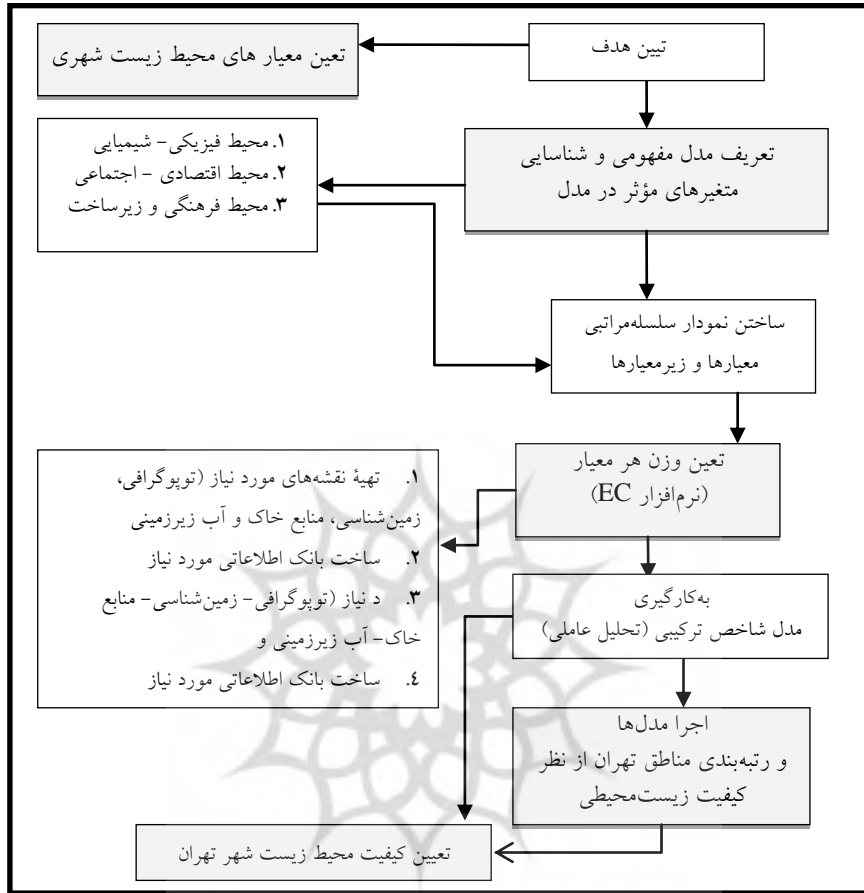 تیین هدف
تعین معیار های محیط زیست شهری
تعریف مدل مفهومی و شناسایی
متغیرهای مؤثر در مدل
۱. محیط فیزیکی- شیمیایی
۲. محیط اقتصادی - اجتماعی
۳. محیط فرهنگی و زیرساخت
ساختن نمودار سلسله‌مراتبی
معیارها و زیرمعیارها
تعین وزن هر معیار
(نرم‌افزار EC)
۱. تهیۀ نقشه‌های مورد نیاز (توپوگرافی،
زمین‌شناسی، منابع خاک و آب زیرزمینی
۲. ساخت بانک اطلاعاتی مورد نیاز
۳. د نیاز (توپوگرافی- زمین‌شناسی- منابع
خاک- آب زیرزمینی و
٤. ساخت بانک اطلاعاتی مورد نیاز
به‌کارگیری
مدل شاخص ترکیبی (تحلیل عاملی)
اجرا مدل‌ها
و رتبه‌بندی مناطق تهران از نظر
کیفیت زیست‌محیطی
تعیین کیفیت محیط زیست شهر تهران